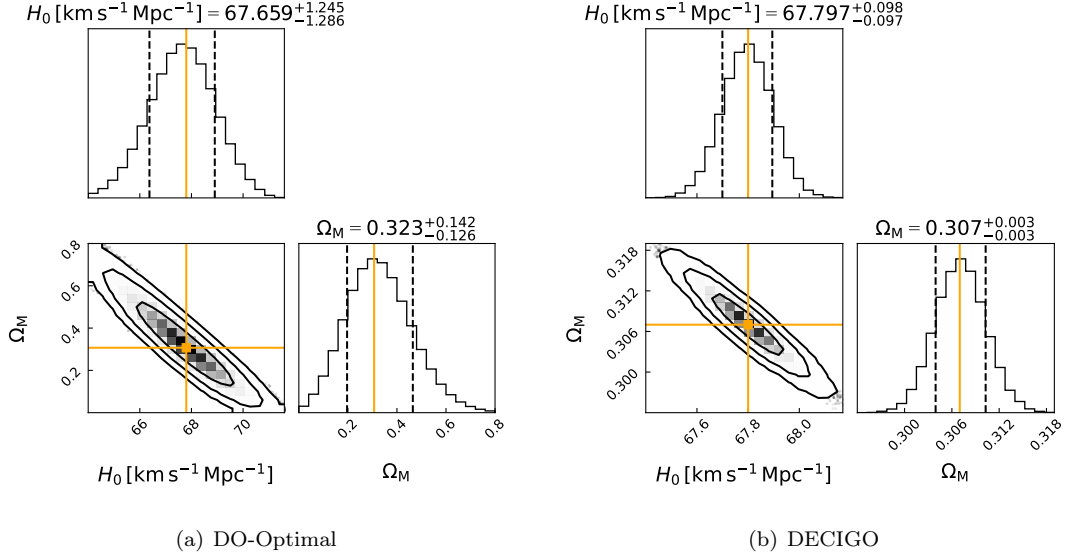 H₀ [km s⁻¹ Mpc⁻¹] = 67.659 +1.245 −1.286
Ω_M = 0.323 +0.142 −0.126
0.8
0.6
0.4
0.2
Ω_M
66
68
70
H₀ [km s⁻¹ Mpc⁻¹]
0.2
0.4
0.6
0.8
Ω_M
(a) DO-Optimal
H₀ [km s⁻¹ Mpc⁻¹] = 67.797 +0.098 −0.097
Ω_M = 0.307 +0.003 −0.003
0.318
0.312
0.306
0.300
Ω_M
67.6
67.8
68.0
H₀ [km s⁻¹ Mpc⁻¹]
0.300
0.306
0.312
0.318
Ω_M
(b) DECIGO